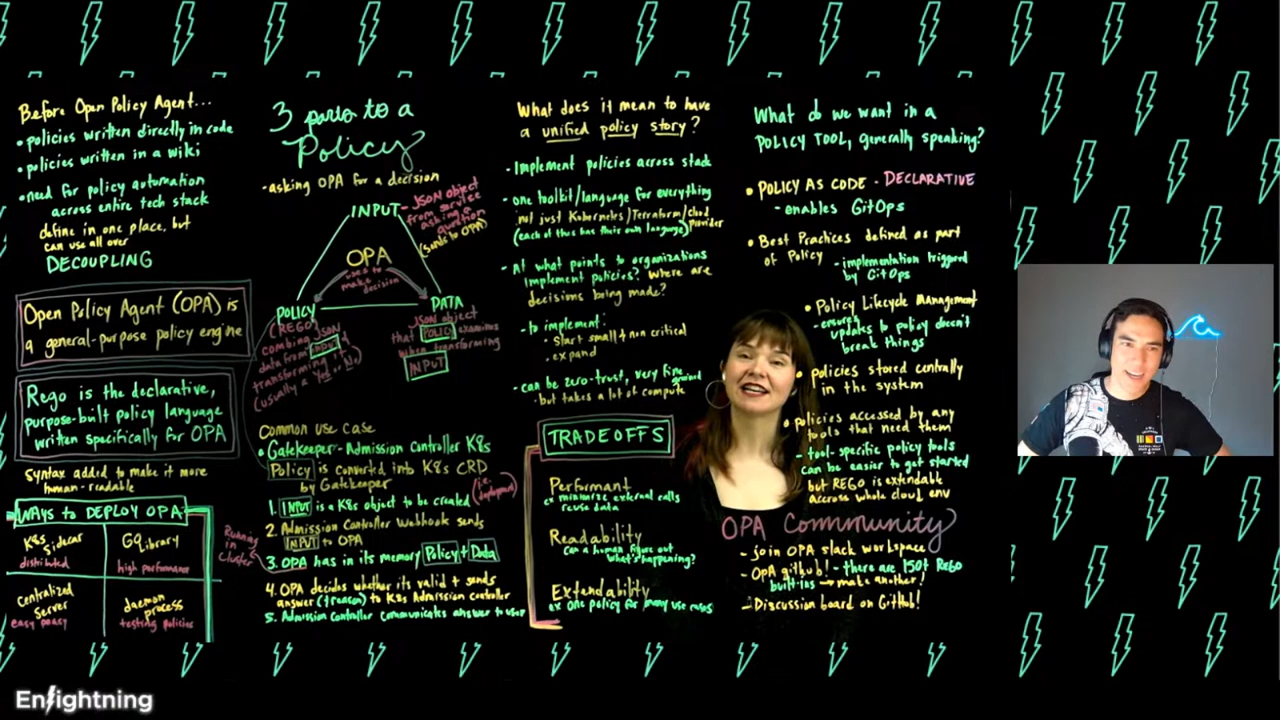 Before Open Policy Agent...
• policies written directly in code
• policies written in a wiki
• need for policy automation
across entire tech stack
define in one place, but
can use all over
DECOUPLING
Open Policy Agent (OPA) is
a general-purpose policy engine
Rego is the declarative,
purpose-built policy language
written specifically for OPA
syntax added to make it more
human-readable
WAYS to DEPLOY OPA
K8s sidecar
distributed
Go library
high performance
centralized
server
easy peasy
daemon
process
testing policies
3 parts to a
Policy
- asking OPA for a decision
INPUT - JSON object
from service
asking a
question
(sends to OPA)
OPA
uses to
make
decision
POLICY
(REGO)
combing JSON
data from INPUT &
transforming it
(usually a Yes or No)
DATA
JSON object
that POLICY examines
when transforming
INPUT
Common use case
• Gatekeeper - Admission Controller K8s
Policy is converted into K8s CRD
by Gatekeeper
1. INPUT is a K8s object to be created (i.e. deployment)
2. Admission Controller Webhook sends
INPUT to OPA
Running
in
Cluster
3. OPA has in its memory Policy + Data
4. OPA decides whether its valid + sends
answer (+reason) to K8s Admission Controller
5. Admission Controller communicates answer to user
What does it mean to have
a unified policy story?
- Implement policies across stack
- one toolkit/language for everything
not just Kubernetes/Terraform/cloud provider
(each of this has their own language)
- At what points to organizations
implement policies? Where are
decisions being made?
- to implement:
• start small + non critical
• expand
- can be zero-trust, very fine grained
- but takes a lot of compute
TRADEOFFS
Performant
ex minimize external calls
reuse data
Readability
can a human figure out
what's happening?
Extendability
ex One policy for many use cases
What do we want in a
POLICY TOOL, generally speaking?
• POLICY AS CODE - DECLARATIVE
- enables GitOps
• Best Practices defined as part
of Policy
- implementation triggered
by GitOps
• Policy Lifecycle Management
- ensures
updates to policy doesn't
break things
• policies stored centrally
in the system
• policies accessed by any
tools that need them
- tool-specific policy tools
can be easier to get started
but REGO is extendable
accross whole cloud env
OPA Community
- Join OPA slack workspace
- OPA github! - there are 150+ REGO
built-ins → make another!
- Discussion board on GitHub!
Enlightning